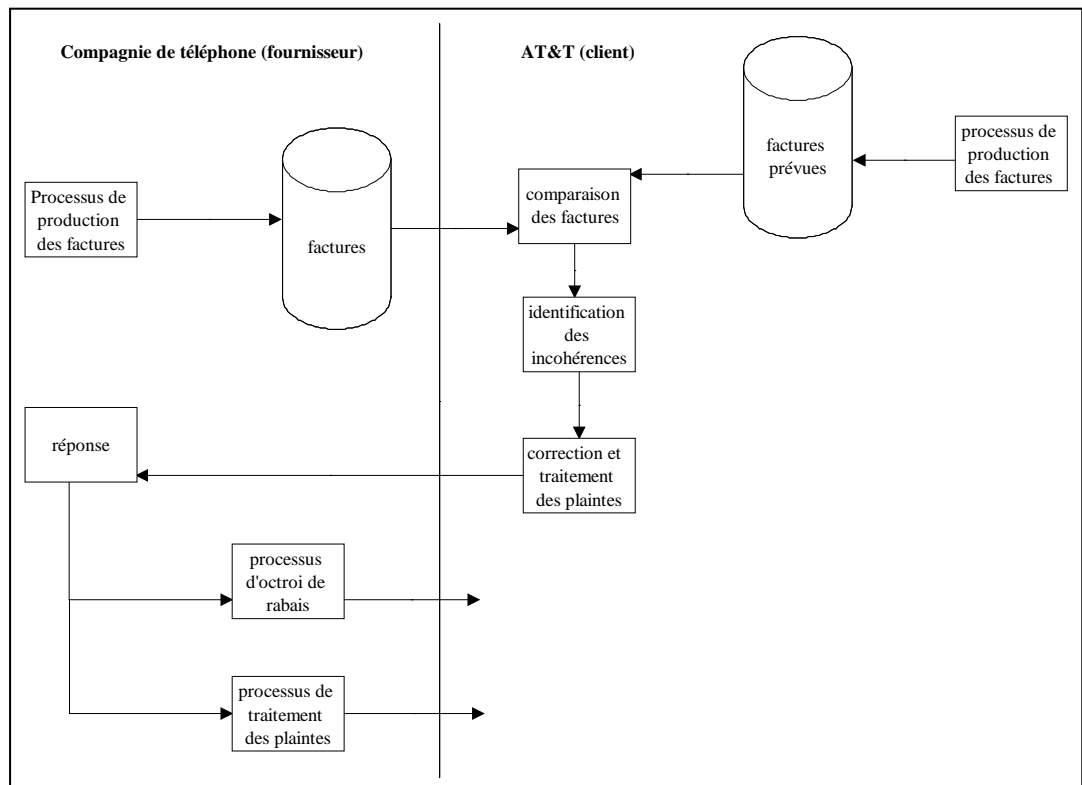 Compagnie de téléphone (fournisseur)
AT&T (client)
Processus de
production
des factures
factures
comparaison
des factures
factures
prévues
processus de
production
des factures
identification
des
incohérences
réponse
correction et
traitement
des plaintes
processus
d'octroi de
rabais
processus de
traitement
des plaintes